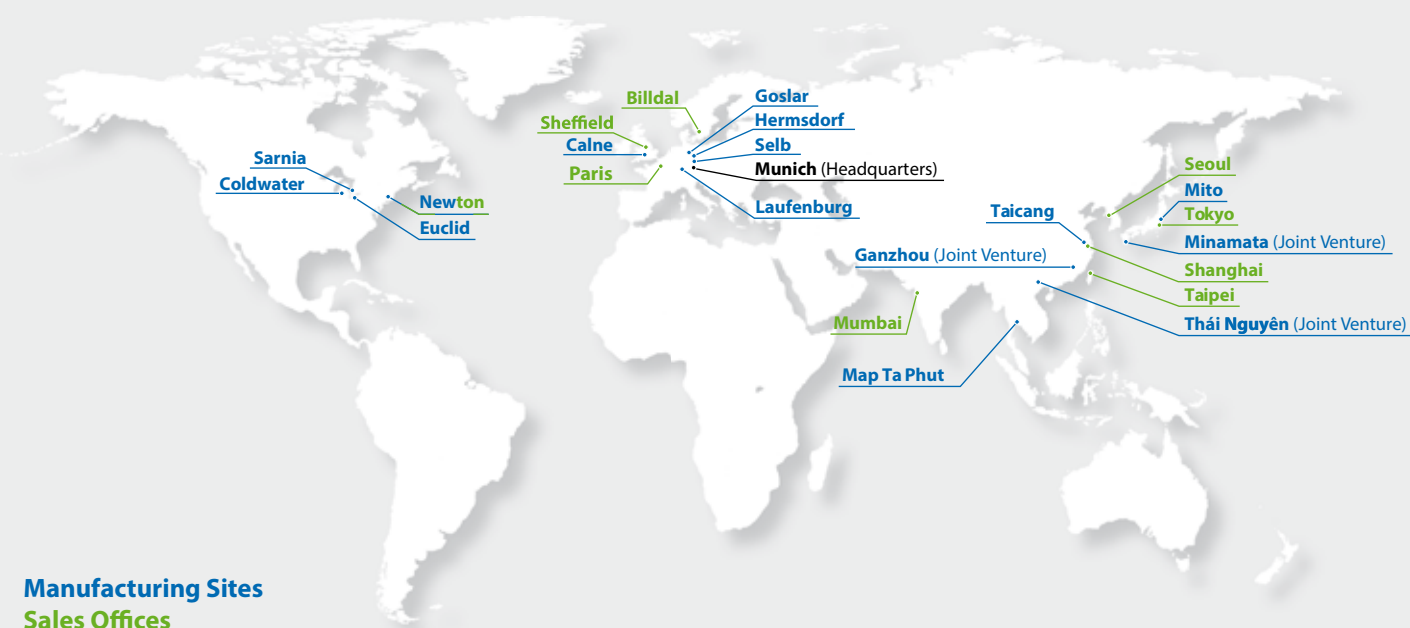 Billdal
Sheffield
Calne
Paris
Goslar
Hermsdorf
Selb
Munich (Headquarters)
Laufenburg
Sarnia
Coldwater
Newton
Euclid
Seoul
Mito
Tokyo
Taicang
Minamata (Joint Venture)
Ganzhou (Joint Venture)
Shanghai
Taipei
Mumbai
Thái Nguyên (Joint Venture)
Map Ta Phut
Manufacturing Sites
Sales Offices